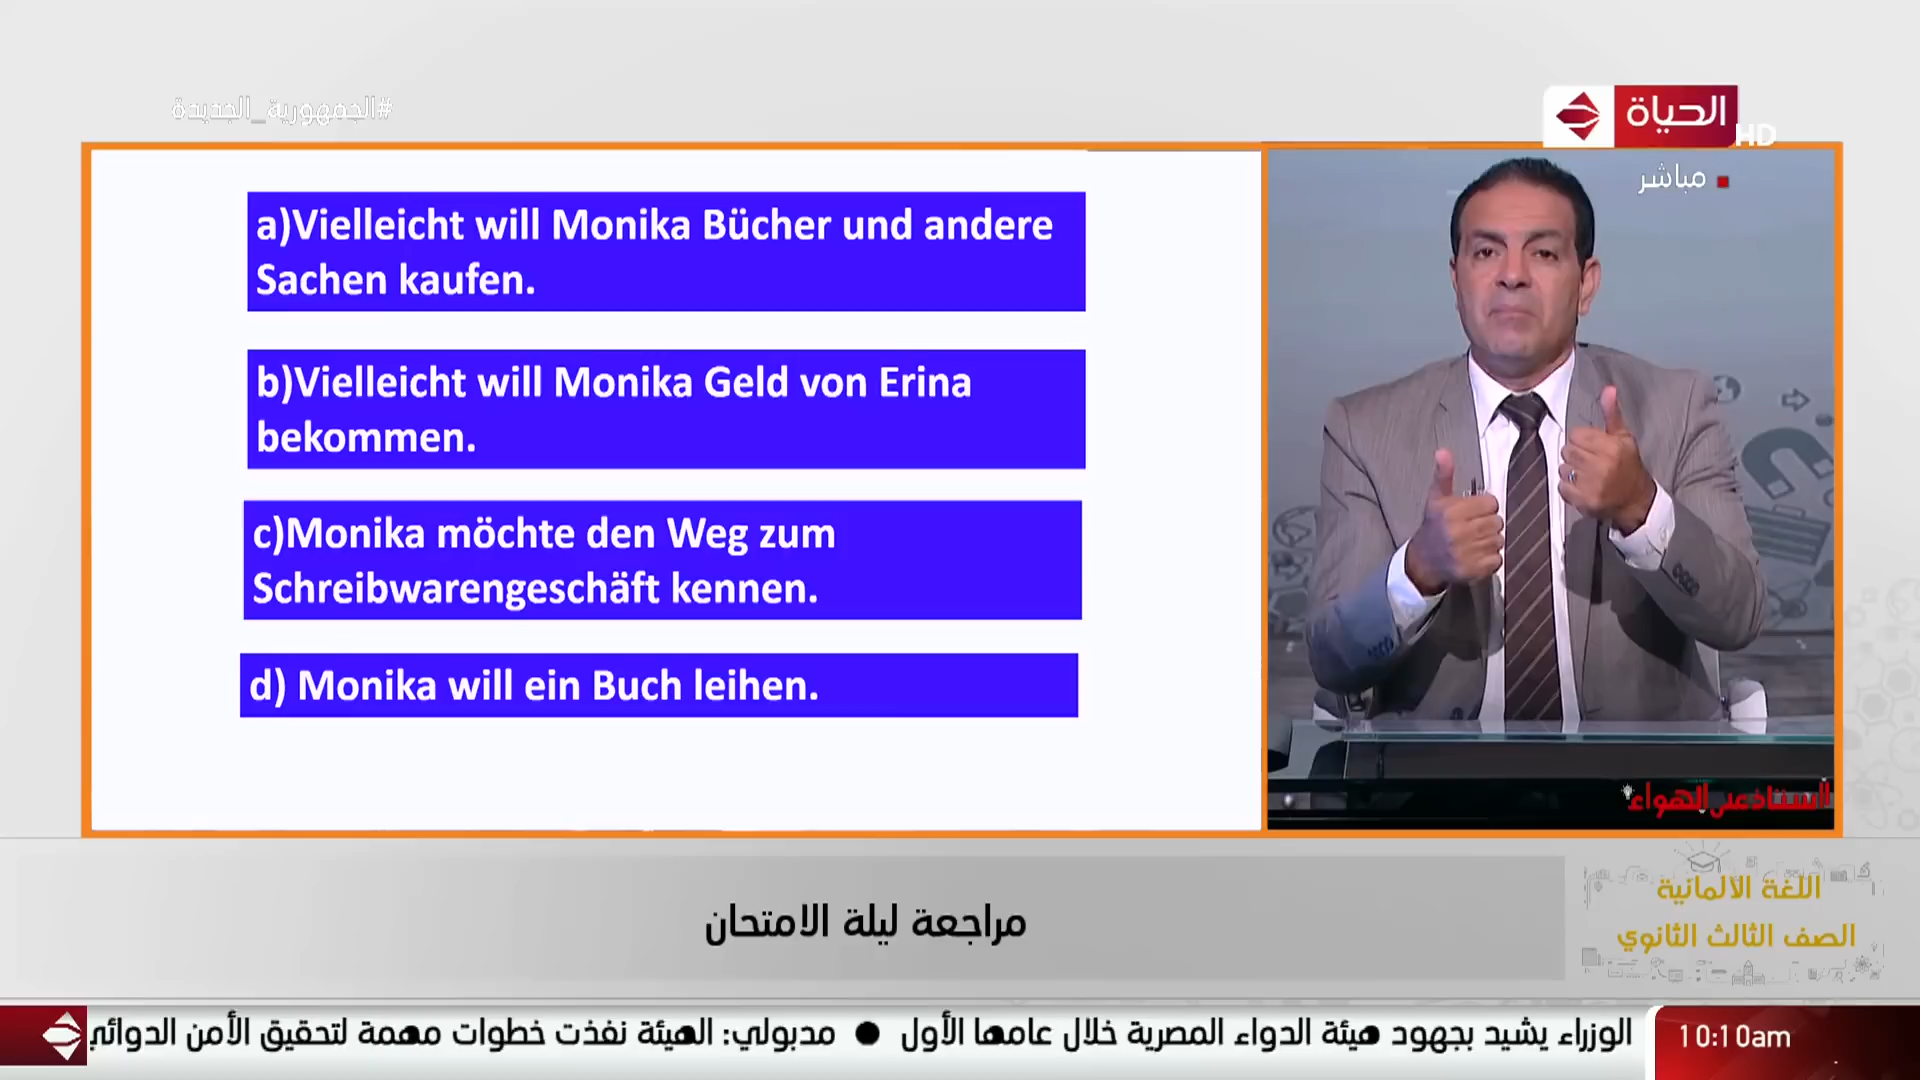 #الجمهورية_الجديدة
الحياة
HD
مباشر
a)Vielleicht will Monika Bücher und andere
Sachen kaufen.
b)Vielleicht will Monika Geld von Erina
bekommen.
c)Monika möchte den Weg zum
Schreibwarengeschäft kennen.
d) Monika will ein Buch leihen.
مراجعة ليلة الامتحان
اللغة الالمانية
الصف الثالث الثانوي
الوزراء يشيد بجهود هيئة الدواء المصرية خلال عامها الأول ● مدبولي: الهيئة نفذت خطوات مهمة لتحقيق الأمن الدوائي
10:10am